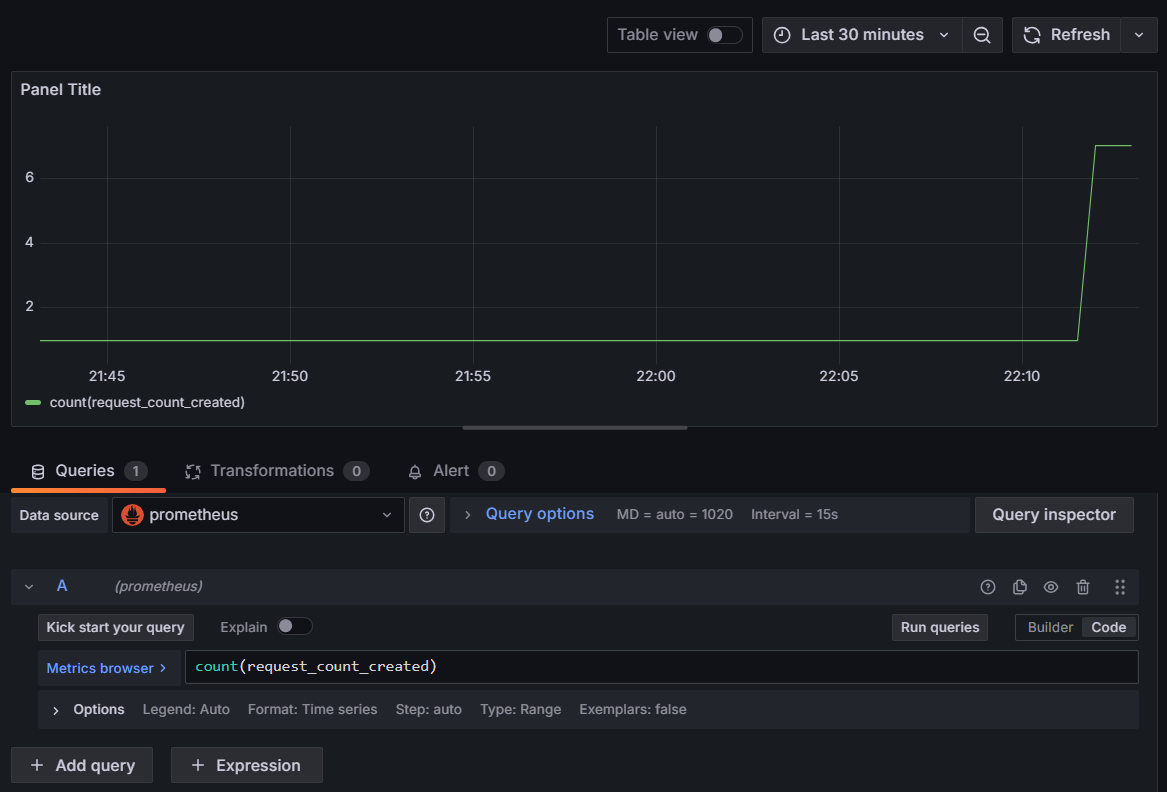 Table view
Last 30 minutes
Refresh
Panel Title
6
4
2
21:45 21:50 21:55 22:00 22:05 22:10
count(request_count_created)
Queries 1 Transformations 0 Alert 0
Data source prometheus Query options MD = auto = 1020 Interval = 15s Query inspector
A (prometheus)
Kick start your query Explain Run queries Builder Code
Metrics browser > count(request_count_created)
Options Legend: Auto Format: Time series Step: auto Type: Range Exemplars: false
+ Add query + Expression